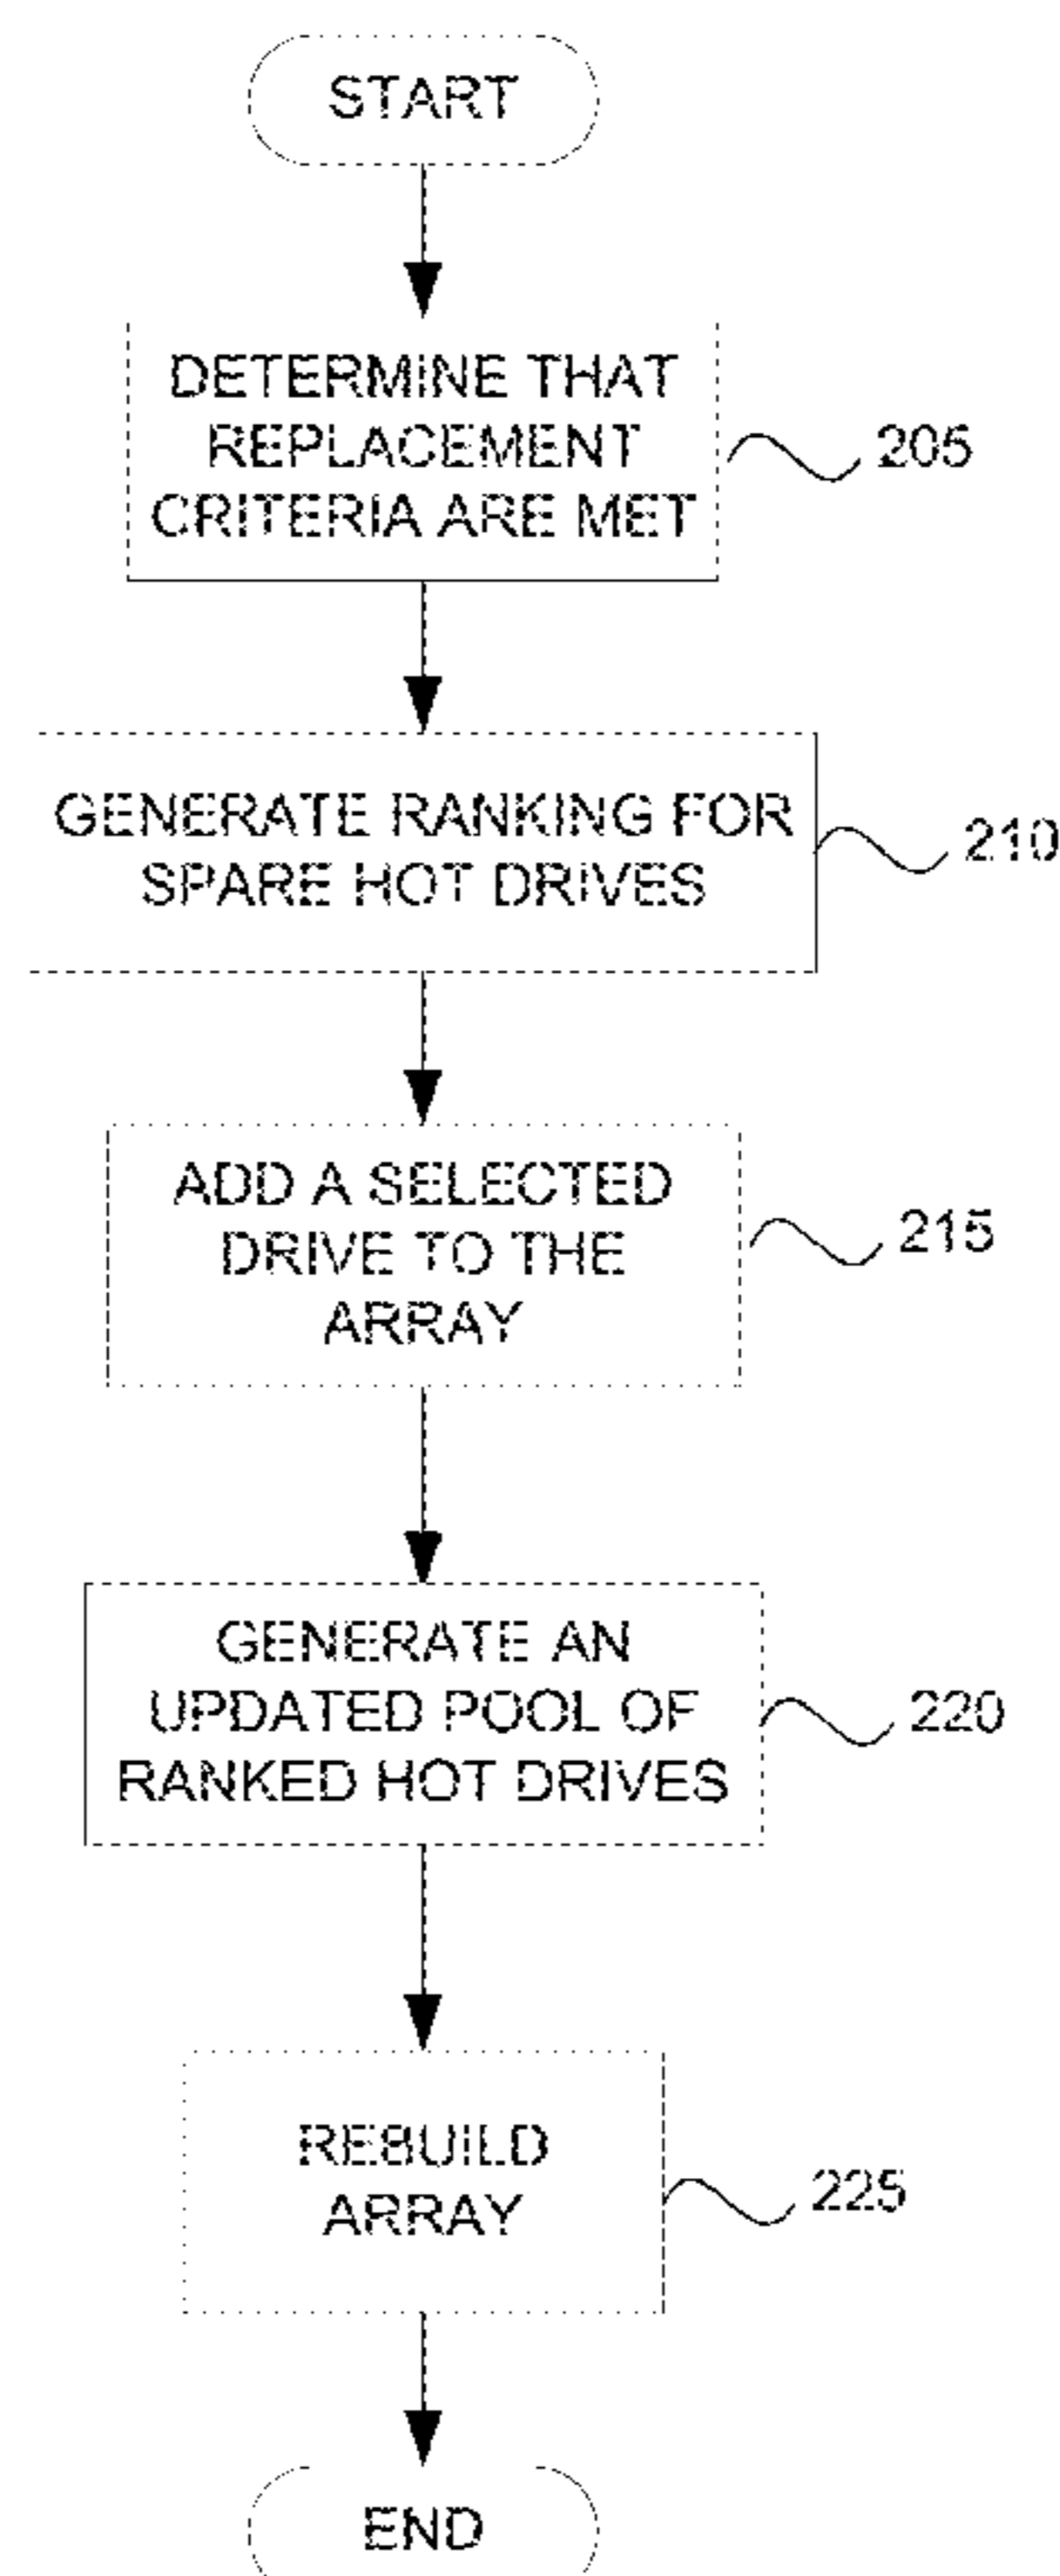 START
DETERMINE THAT
REPLACEMENT
CRITERIA ARE MET
205
GENERATE RANKING FOR
SPARE HOT DRIVES
210
ADD A SELECTED
DRIVE TO THE
ARRAY
215
GENERATE AN
UPDATED POOL OF
RANKED HOT DRIVES
220
REBUILD
ARRAY
225
END